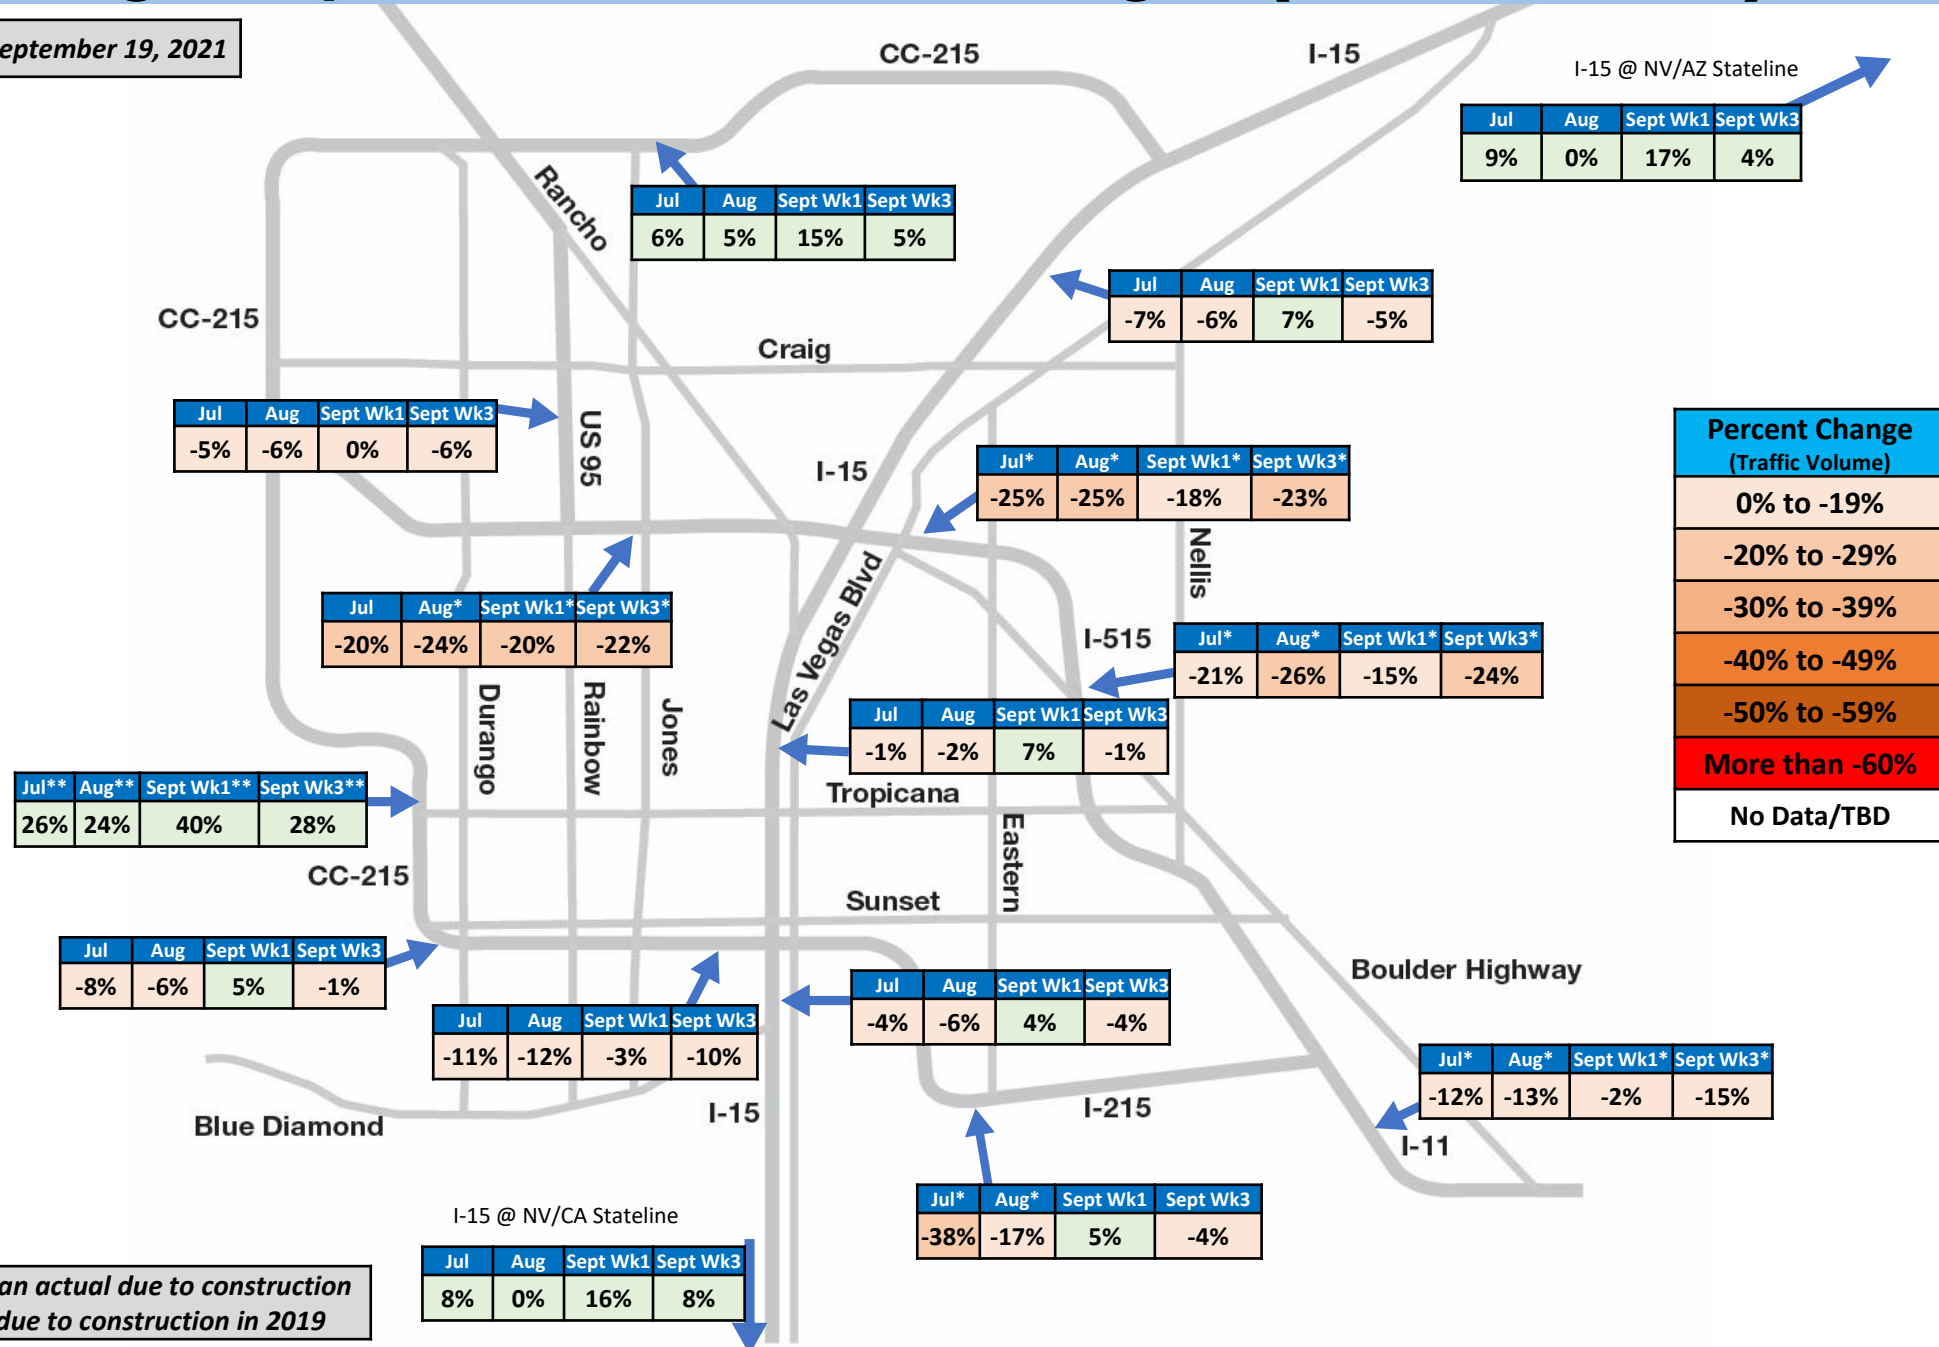 September 19, 2021
CC-215
I-15
I-15 @ NV/AZ Stateline
Jul Aug Sept Wk1 Sept Wk3
9% 0% 17% 4%
Rancho
Jul Aug Sept Wk1 Sept Wk3
6% 5% 15% 5%
Jul Aug Sept Wk1 Sept Wk3
-7% -6% 7% -5%
CC-215
Craig
Jul Aug Sept Wk1 Sept Wk3
-5% -6% 0% -6%
US 95
I-15
Jul* Aug* Sept Wk1* Sept Wk3*
-25% -25% -18% -23%
Percent Change
(Traffic Volume)
0% to -19%
-20% to -29%
-30% to -39%
-40% to -49%
-50% to -59%
More than -60%
No Data/TBD
Nellis
Las Vegas Blvd
Jul Aug* Sept Wk1* Sept Wk3*
-20% -24% -20% -22%
I-515
Jul* Aug* Sept Wk1* Sept Wk3*
-21% -26% -15% -24%
Durango
Rainbow
Jones
Jul Aug Sept Wk1 Sept Wk3
-1% -2% 7% -1%
Jul** Aug** Sept Wk1** Sept Wk3**
26% 24% 40% 28%
Tropicana
Eastern
CC-215
Sunset
Jul Aug Sept Wk1 Sept Wk3
-8% -6% 5% -1%
Boulder Highway
Jul Aug Sept Wk1 Sept Wk3
-4% -6% 4% -4%
Jul Aug Sept Wk1 Sept Wk3
-11% -12% -3% -10%
Jul* Aug* Sept Wk1* Sept Wk3*
-12% -13% -2% -15%
Blue Diamond
I-15
I-215
I-11
Jul* Aug* Sept Wk1 Sept Wk3
-38% -17% 5% -4%
I-15 @ NV/CA Stateline
Jul Aug Sept Wk1 Sept Wk3
8% 0% 16% 8%
an actual due to construction
due to construction in 2019